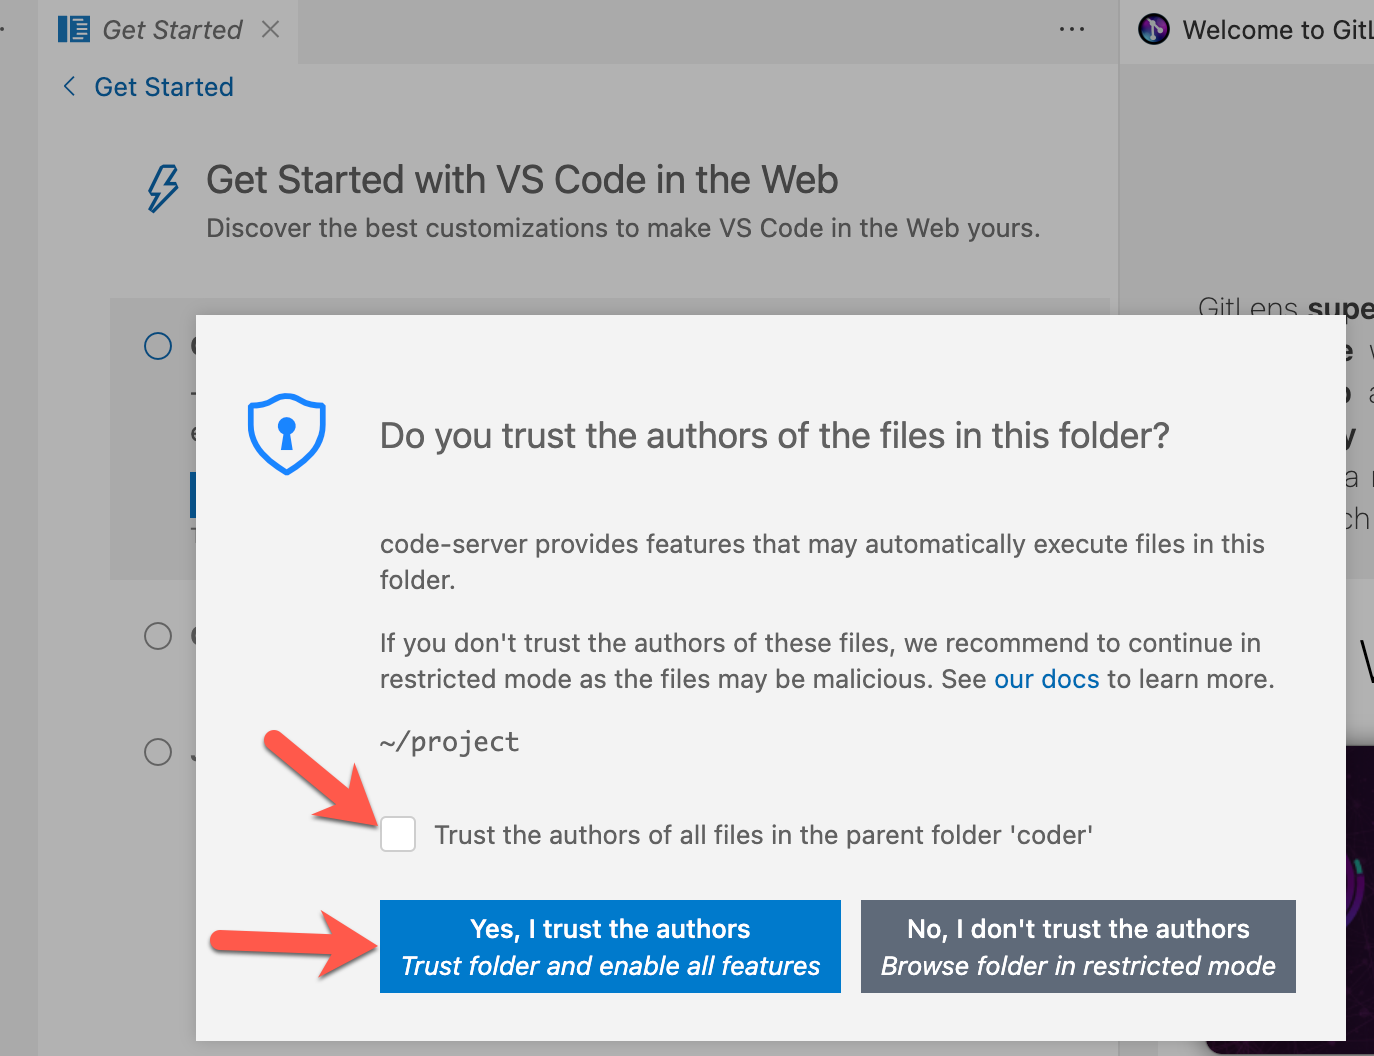 Get Started
Welcome to GitL
Get Started
Get Started with VS Code in the Web
Discover the best customizations to make VS Code in the Web yours.
GitLens supe
Do you trust the authors of the files in this folder?
code-server provides features that may automatically execute files in this
folder.
If you don't trust the authors of these files, we recommend to continue in
restricted mode as the files may be malicious. See our docs to learn more.
~/project
Trust the authors of all files in the parent folder 'coder'
Yes, I trust the authors
Trust folder and enable all features
No, I don't trust the authors
Browse folder in restricted mode